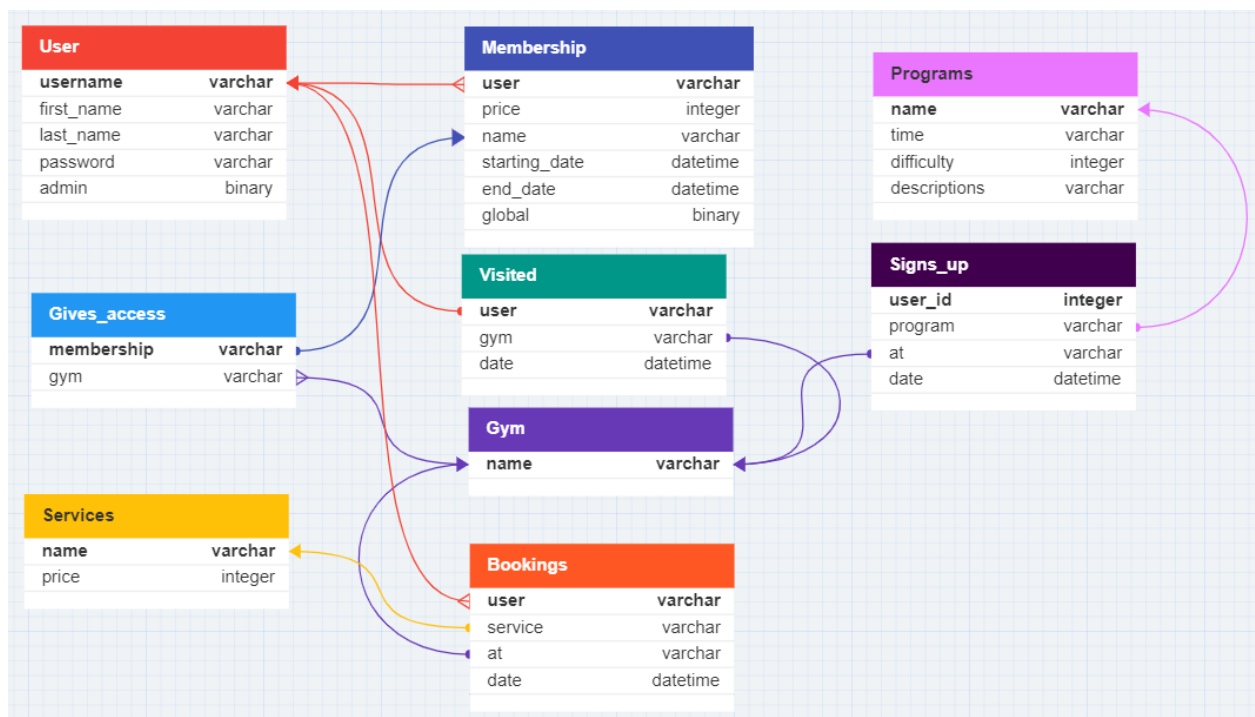 User
username varchar
first_name varchar
last_name varchar
password varchar
admin binary
Membership
user varchar
price integer
name varchar
starting_date datetime
end_date datetime
global binary
Programs
name varchar
time varchar
difficulty integer
descriptions varchar
Gives_access
membership varchar
gym varchar
Visited
user varchar
gym varchar
date datetime
Signs_up
user_id integer
program varchar
at varchar
date datetime
Gym
name varchar
Services
name varchar
price integer
Bookings
user varchar
service varchar
at varchar
date datetime